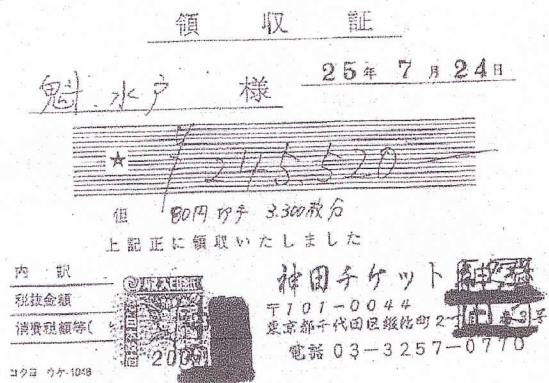 領収証
魁、水戸 様
25年 7月 24日
★ ¥245,520
但 80円切手 3,300枚分
上記正に領収いたしました
内 訳
税抜金額
消費税額等(
200
コクヨ ウケ-1048
神田チケット
〒101-0044
東京都千代田区鍛冶町2-
電話 03-3257-0770